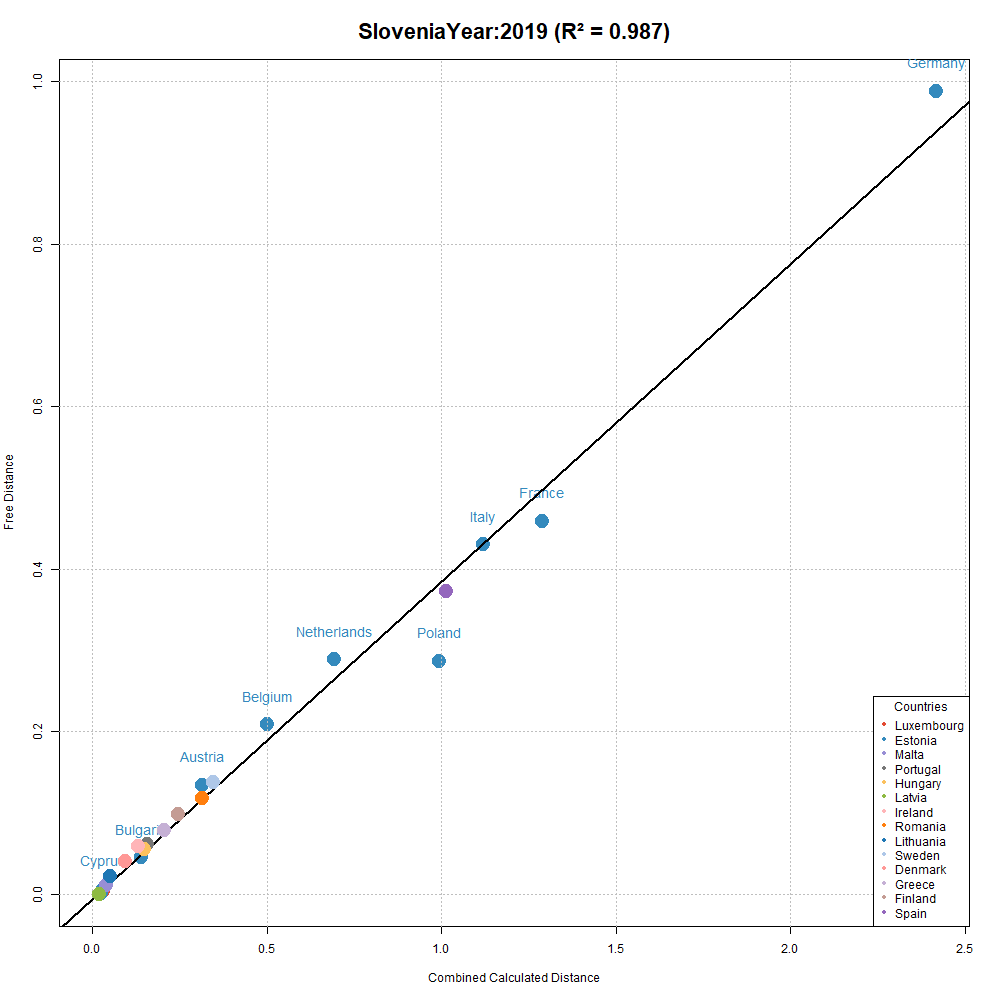 SloveniaYear:2019 (R² = 0.987)
Germany
1.0
0.8
0.6
France
Italy
Free Distance
0.4
Netherlands
Poland
Belgium
0.2
Austria
Bulgari
Cypru
0.0
Countries
Luxembourg
Estonia
Malta
Portugal
Hungary
Latvia
Ireland
Romania
Lithuania
Sweden
Denmark
Greece
Finland
Spain
0.0 0.5 1.0 1.5 2.0 2.5
Combined Calculated Distance